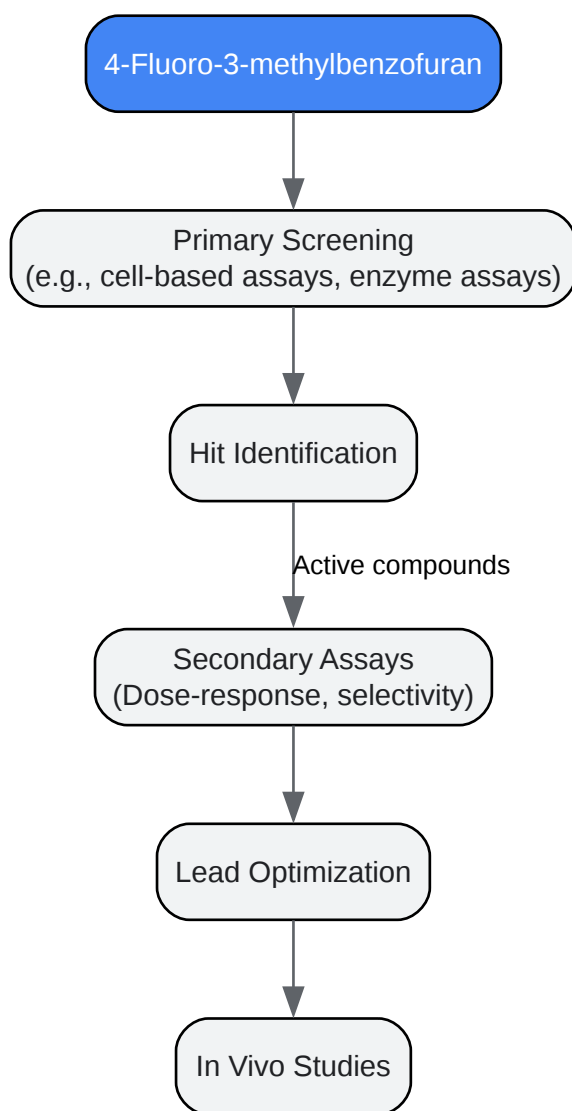 4-Fluoro-3-methylbenzofuran
Primary Screening
(e.g., cell-based assays, enzyme assays)
Hit Identification
Active compounds
Secondary Assays
(Dose-response, selectivity)
Lead Optimization
In Vivo Studies